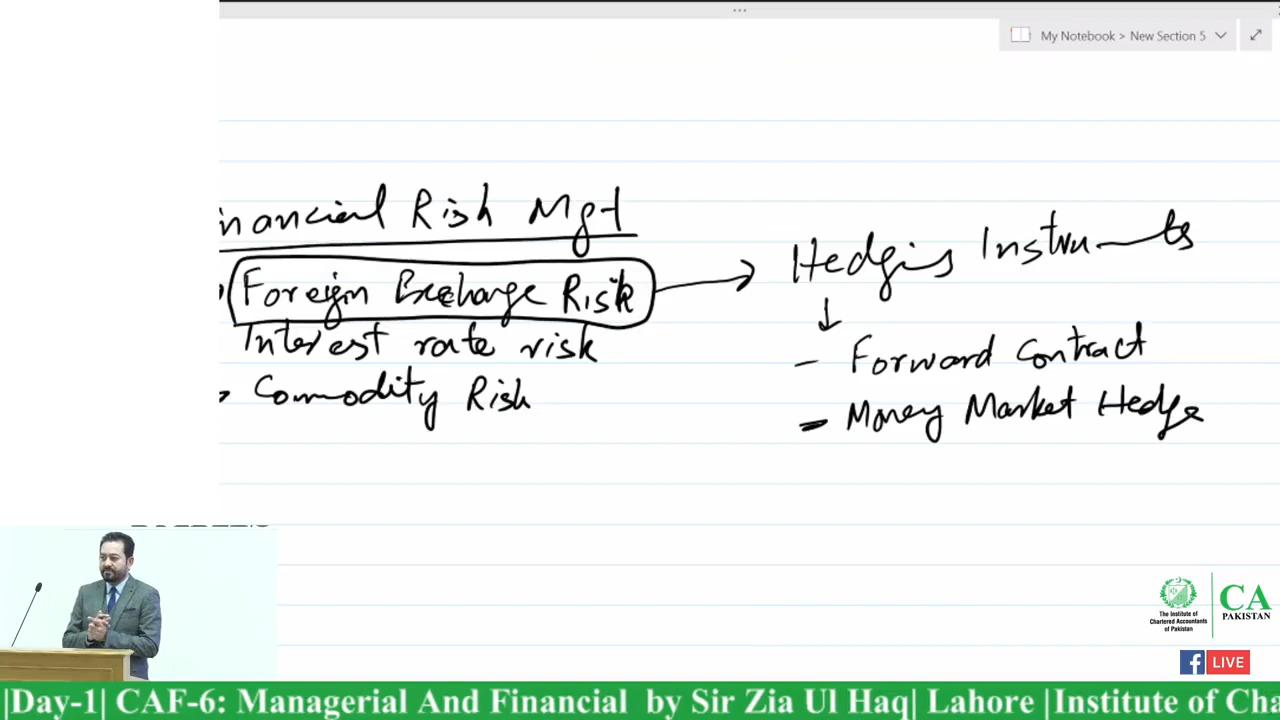 ...
My Notebook > New Section 5
nancial Risk Mgt
Foreign Exchange Risk
Interest rate risk
Commodity Risk
Hedging Instruments
- Forward Contract
- Money Market Hedge
The Institute of
Chartered Accountants
of Pakistan
CA
PAKISTAN
f LIVE
|Day-1| CAF-6: Managerial And Financial by Sir Zia Ul Haq| Lahore |Institute of Cha